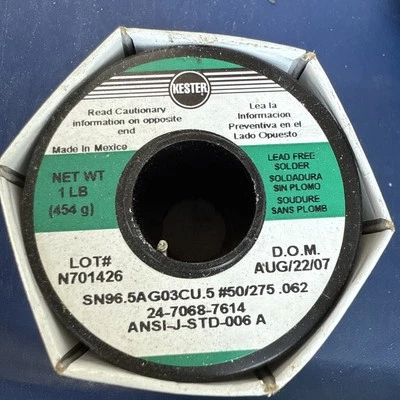 KESTER
Read Cautionary
information on opposite
end
Made in Mexico
Lea la
Informacion
Preventiva en el
Lado Opuesto
NET WT
1 LB
(454 g)
LEAD FREE
SOLDER
SOLDADURA
SIN PLOMO
SOUDURE
SANS PLOMB
LOT#
N701426
D.O.M.
AUG/22/07
SN96.5AG03CU.5 #50/275 .062
24-7068-7614
ANSI-J-STD-006 A